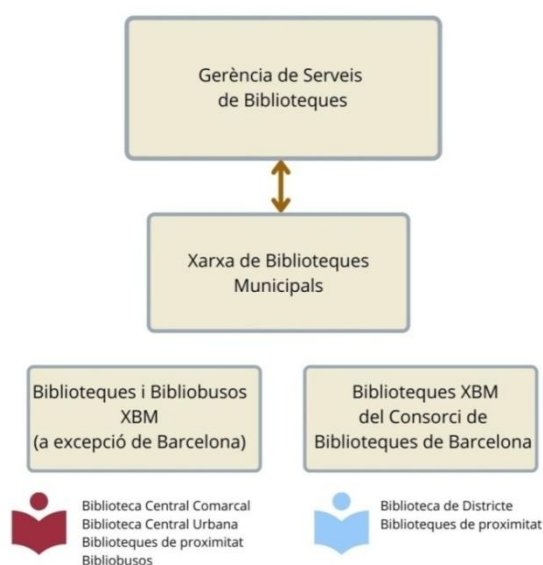 Gerència de Serveis
de Biblioteques
Xarxa de Biblioteques
Municipals
Biblioteques i Bibliobusos
XBM
(a excepció de Barcelona)
Biblioteques XBM
del Consorci de
Biblioteques de Barcelona
Biblioteca Central Comarcal
Biblioteca Central Urbana
Biblioteques de proximitat
Bibliobusos
Biblioteca de Districte
Biblioteques de proximitat